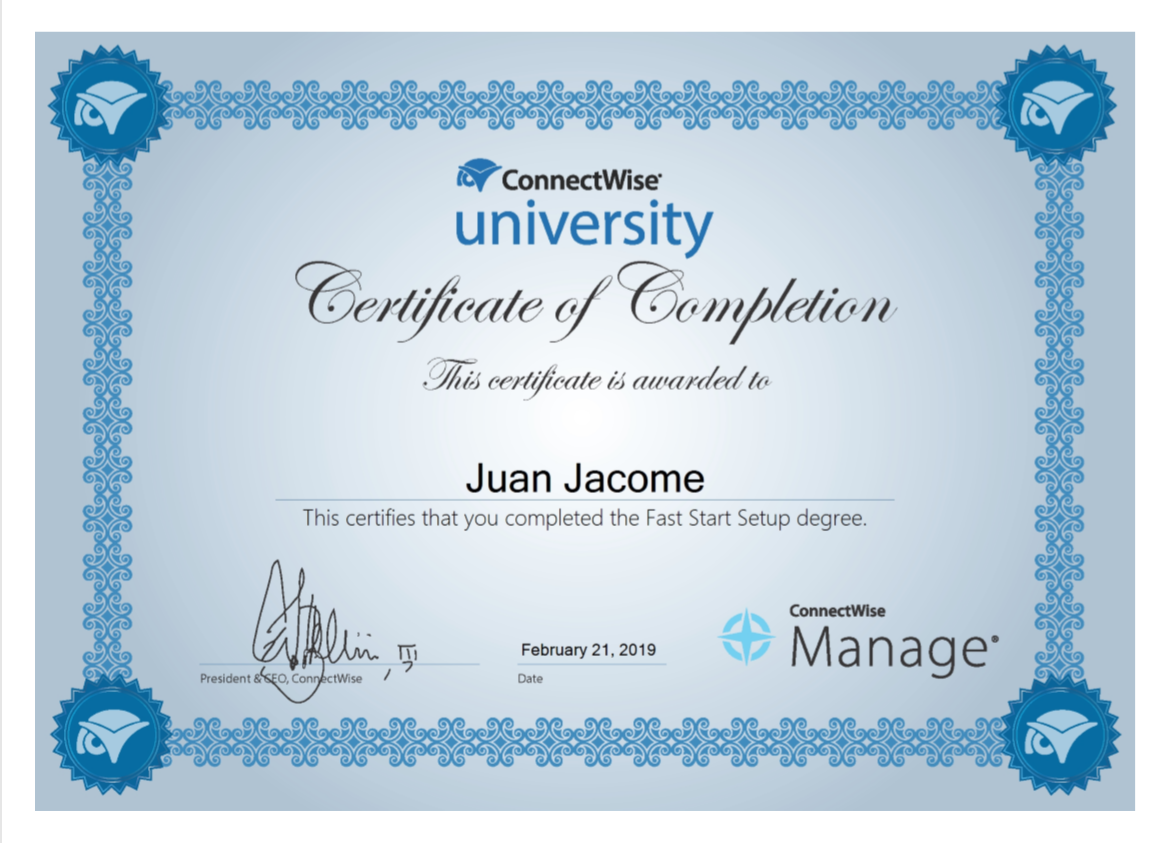 ConnectWise
university
Certificate of Completion
This certificate is awarded to
Juan Jacome
This certifies that you completed the Fast Start Setup degree.
February 21, 2019
President & CEO, ConnectWise
Date
ConnectWise
Manage®